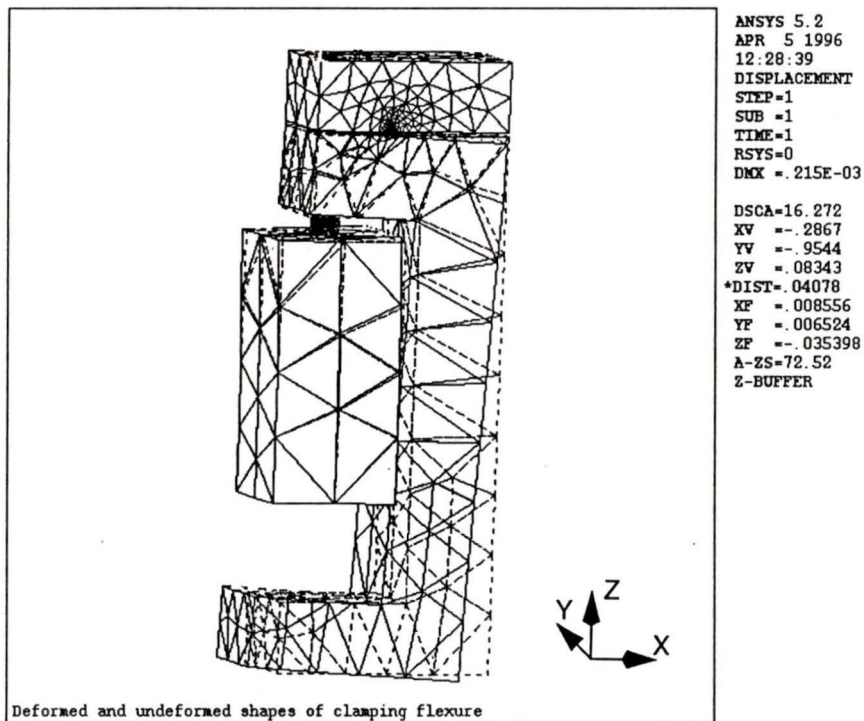 ANSYS 5.2
APR 5 1996
12:28:39
DISPLACEMENT
STEP=1
SUB =1
TIME=1
RSYS=0
DMX =.215E-03
DSCA=16.272
XV =-.2867
YV =-.9544
ZV =.08343
*DIST=.04078
XF =.008556
YF =.006524
ZF =-.035398
A-ZS=72.52
Z-BUFFER
Z
Y
X
Deformed and undeformed shapes of clamping flexure